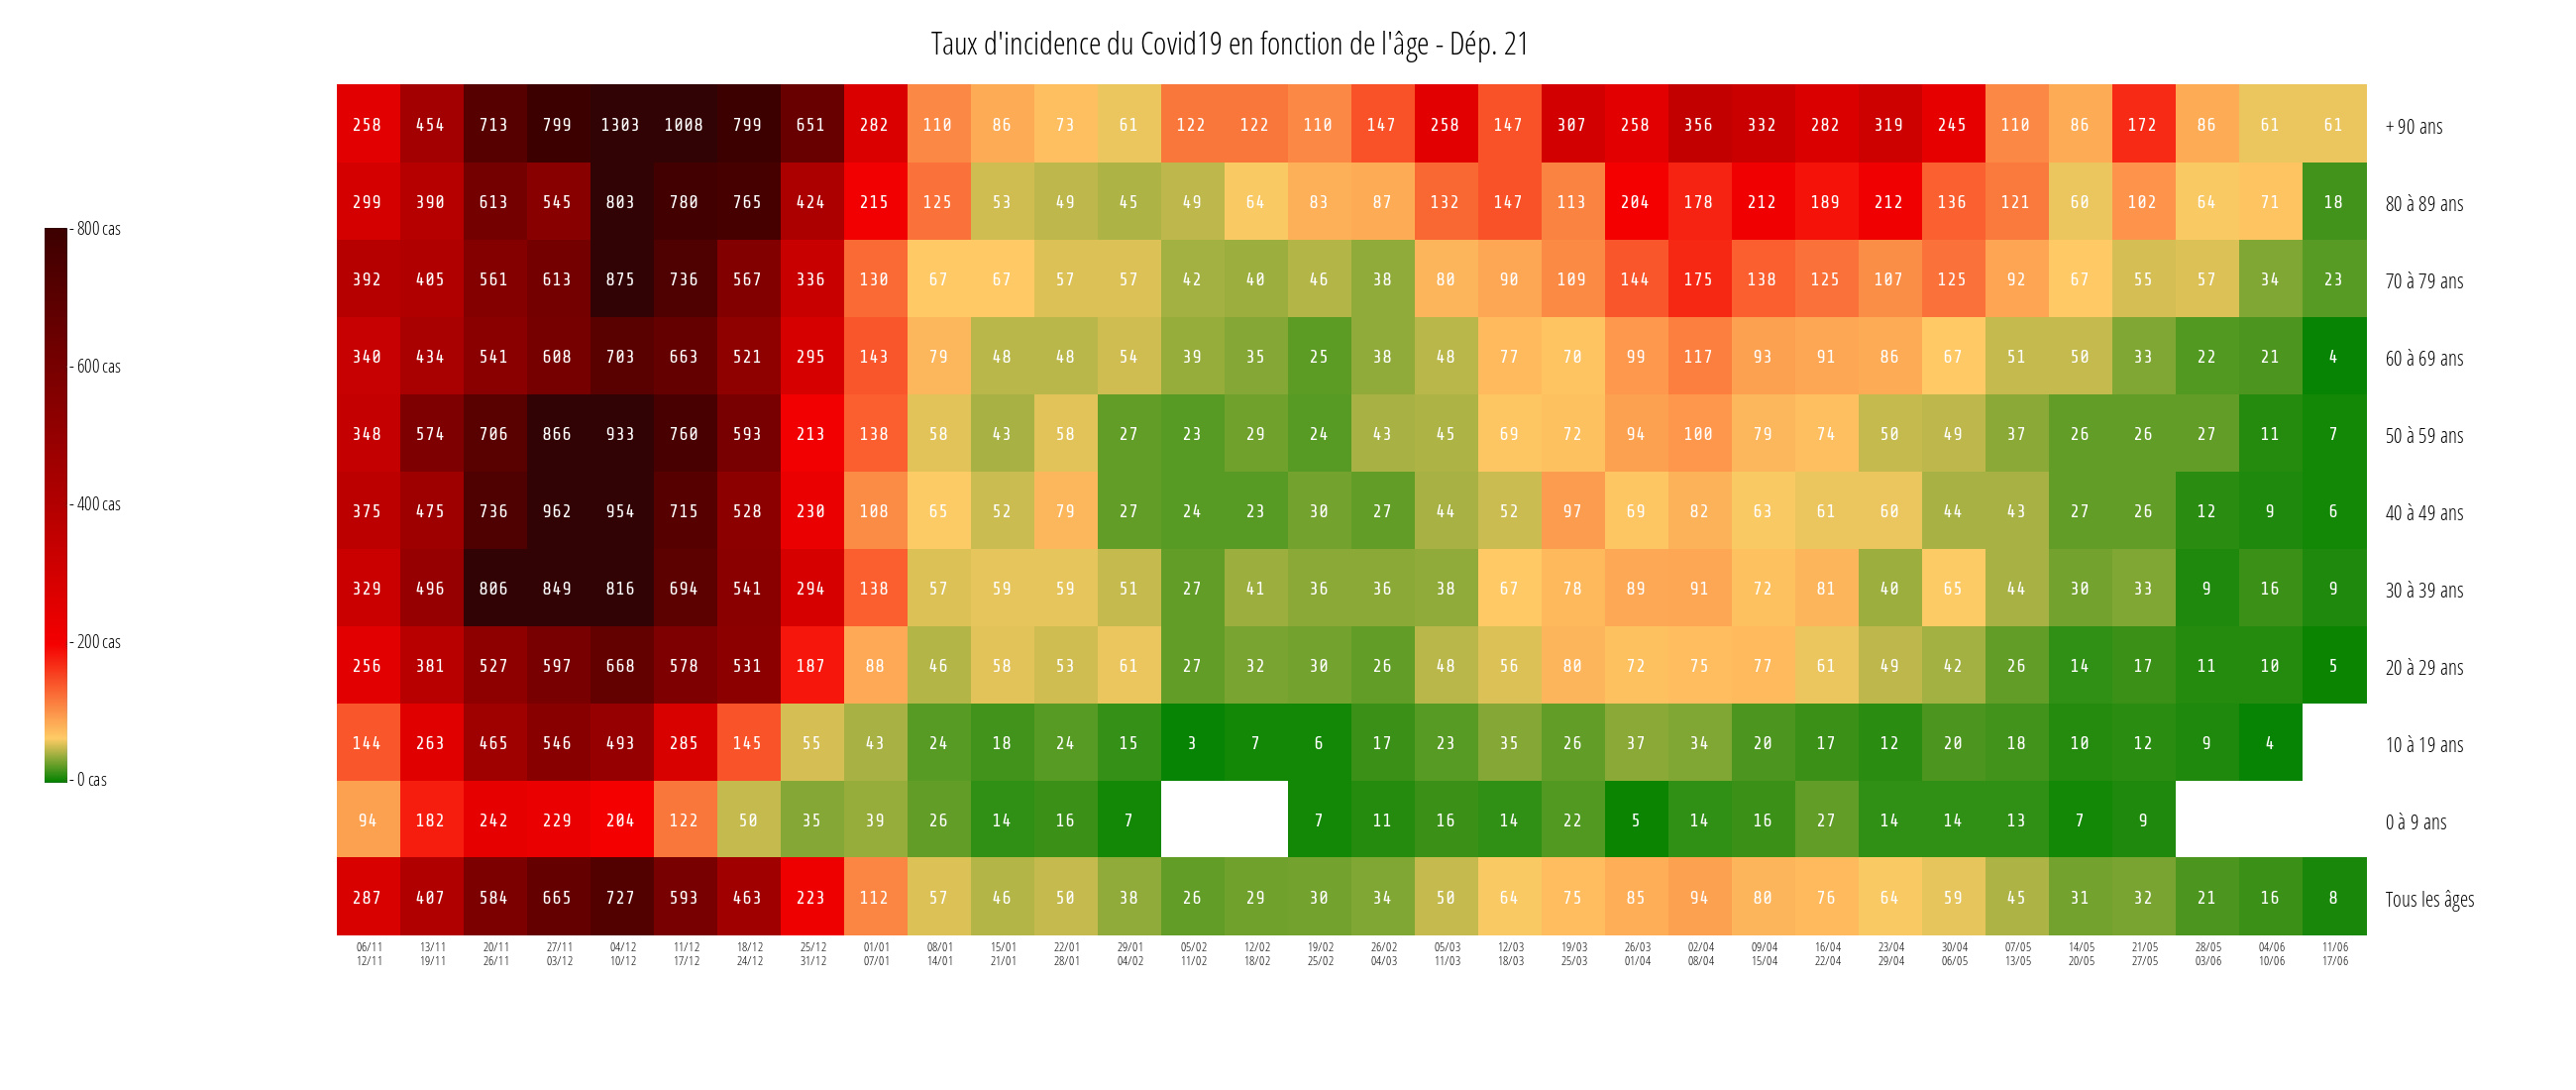 Taux d'incidence du Covid19 en fonction de l'âge - Dép. 21
258 454 713 799 1303 1008 799 651 282 110 86 73 61 122 122 110 147 258 147 307 258 356 332 282 319 245 110 86 172 86 61 61 + 90 ans
299 390 613 545 803 780 765 424 215 125 53 49 45 49 64 83 87 132 147 113 204 178 212 189 212 136 121 60 102 64 71 18 80 à 89 ans
392 405 561 613 875 736 567 336 130 67 67 57 57 42 40 46 38 80 90 109 144 175 138 125 107 125 92 67 55 57 34 23 70 à 79 ans
340 434 541 608 703 663 521 295 143 79 48 48 54 39 35 25 38 48 77 70 99 117 93 91 86 67 51 50 33 22 21 4 60 à 69 ans
348 574 706 866 933 760 593 213 138 58 43 58 27 23 29 24 43 45 69 72 94 100 79 74 50 49 37 26 26 27 11 7 50 à 59 ans
375 475 736 962 954 715 528 230 108 65 52 79 27 24 23 30 27 44 52 97 69 82 63 61 60 44 43 27 26 12 9 6 40 à 49 ans
329 496 806 849 816 694 541 294 138 57 59 59 51 27 41 36 36 38 67 78 89 91 72 81 40 65 44 30 33 9 16 9 30 à 39 ans
256 381 527 597 668 578 531 187 88 46 58 53 61 27 32 30 26 48 56 80 72 75 77 61 49 42 26 14 17 11 10 5 20 à 29 ans
144 263 465 546 493 285 145 55 43 24 18 24 15 3 7 6 17 23 35 26 37 34 20 17 12 20 18 10 12 9 4 10 à 19 ans
94 182 242 229 204 122 50 35 39 26 14 16 7 7 11 16 14 22 5 14 16 27 14 14 13 7 9 0 à 9 ans
287 407 584 665 727 593 463 223 112 57 46 50 38 26 29 30 34 50 64 75 85 94 80 76 64 59 45 31 32 21 16 8 Tous les âges
06/11 13/11 20/11 27/11 04/12 11/12 18/12 25/12 01/01 08/01 15/01 22/01 29/01 05/02 12/02 19/02 26/02 05/03 12/03 19/03 26/03 02/04 09/04 16/04 23/04 30/04 07/05 14/05 21/05 28/05 04/06 11/06
12/11 19/11 26/11 03/12 10/12 17/12 24/12 31/12 07/01 14/01 21/01 28/01 04/02 11/02 18/02 25/02 04/03 11/03 18/03 25/03 01/04 08/04 15/04 22/04 29/04 06/05 13/05 20/05 27/05 03/06 10/06 17/06
- 800 cas
- 600 cas
- 400 cas
- 200 cas
- 0 cas